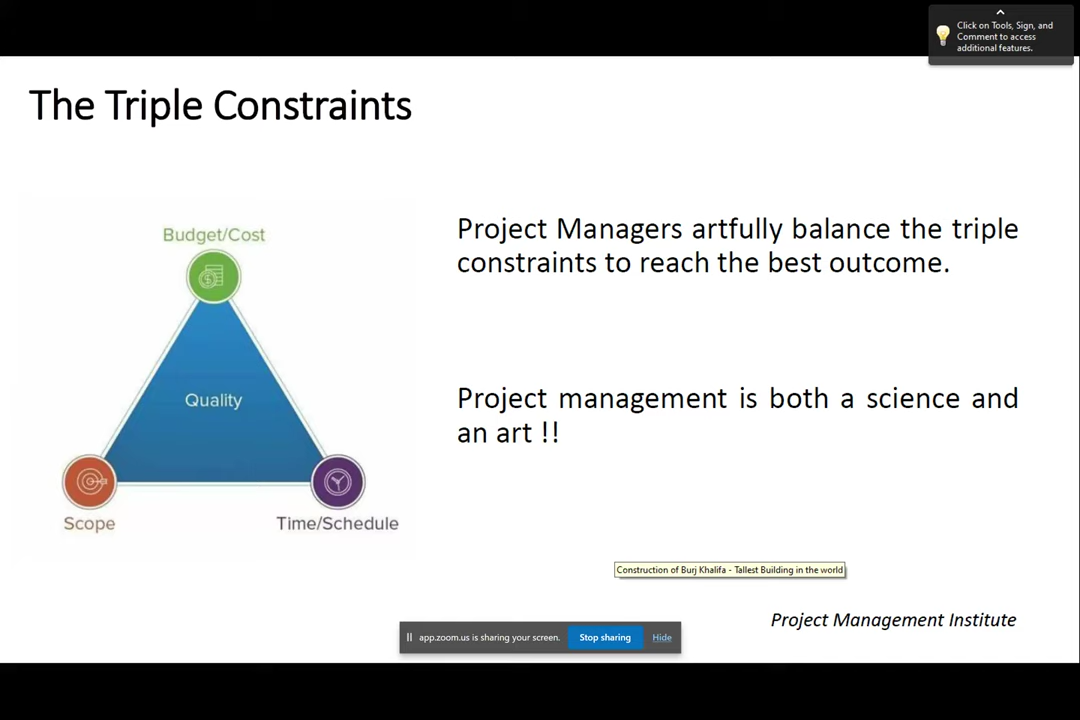 Click on Tools, Sign, and
Comment to access
additional features.
The Triple Constraints
Budget/Cost
Quality
Scope
Time/Schedule
Project Managers artfully balance the triple
constraints to reach the best outcome.
Project management is both a science and
an art !!
Construction of Burj Khalifa - Tallest Building in the world
Project Management Institute
app.zoom.us is sharing your screen.
Stop sharing
Hide